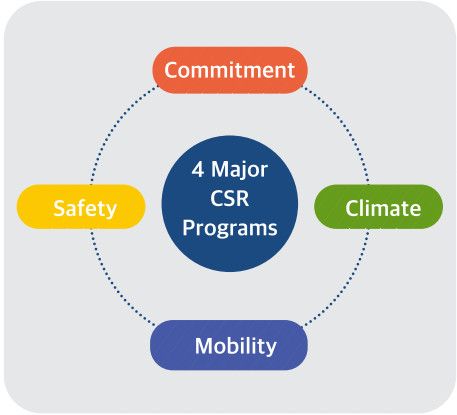 Commitment
4 Major
CSR
Programs
Safety
Climate
Mobility